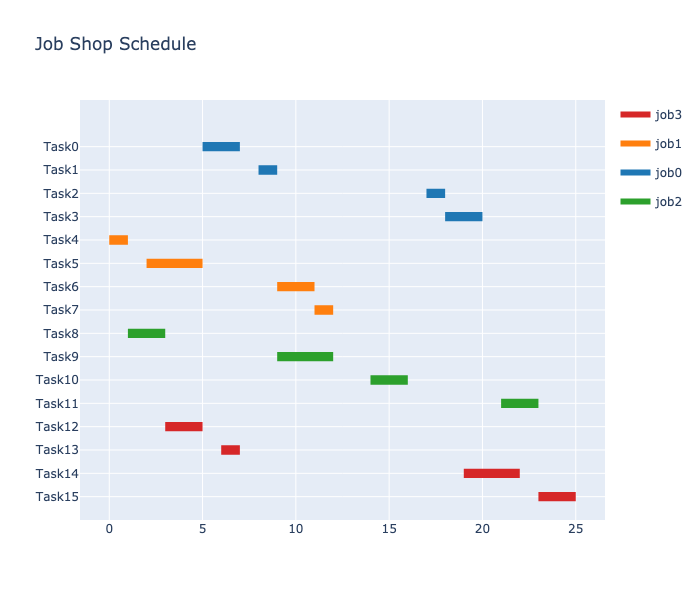 Job Shop Schedule
job3
job1
job0
job2
Task0
Task1
Task2
Task3
Task4
Task5
Task6
Task7
Task8
Task9
Task10
Task11
Task12
Task13
Task14
Task15
0 5 10 15 20 25